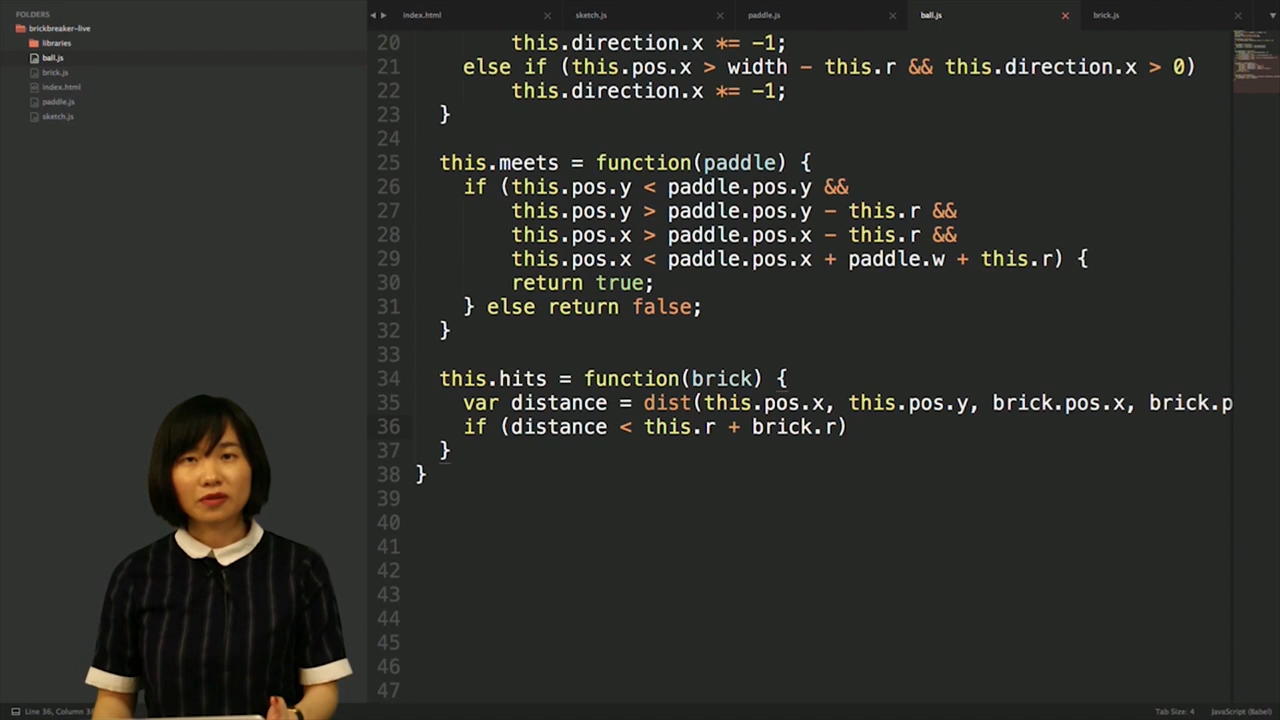 FOLDERS
brickbreaker-live
libraries
ball.js
brick.js
index.html
paddle.js
sketch.js
index.html
sketch.js
paddle.js
ball.js
brick.js
20 this.direction.x *= -1;
21 else if (this.pos.x > width - this.r && this.direction.x > 0)
22 this.direction.x *= -1;
23 }
24
25 this.meets = function(paddle) {
26 if (this.pos.y < paddle.pos.y &&
27 this.pos.y > paddle.pos.y - this.r &&
28 this.pos.x > paddle.pos.x - this.r &&
29 this.pos.x < paddle.pos.x + paddle.w + this.r) {
30 return true;
31 } else return false;
32 }
33
34 this.hits = function(brick) {
35 var distance = dist(this.pos.x, this.pos.y, brick.pos.x, brick.p
36 if (distance < this.r + brick.r)
37 }
38 }
39
40
41
42
43
44
45
46
47
Line 36, Column 3
Tab Size: 4
JavaScript (Babel)